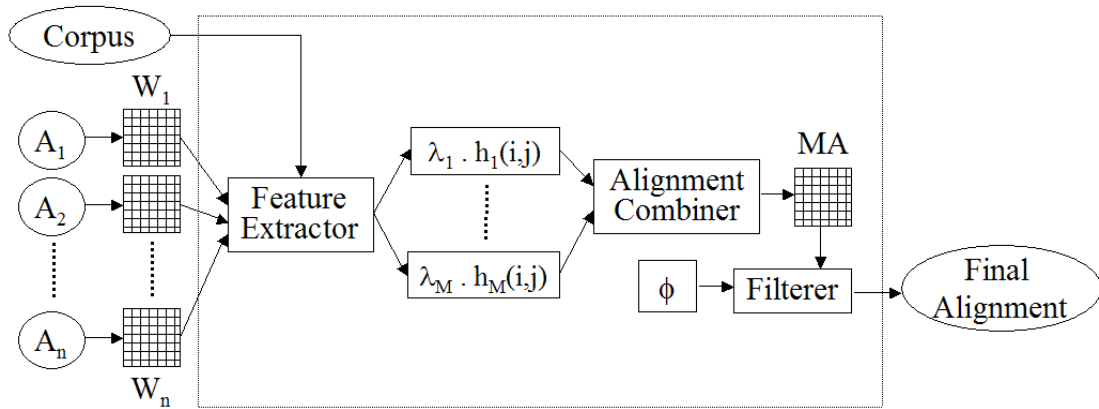 Corpus
W1
A1
A2
An
Wn
Feature
Extractor
λ1 . h1(i,j)
λM . hM(i,j)
Alignment
Combiner
MA
ϕ
Filterer
Final
Alignment